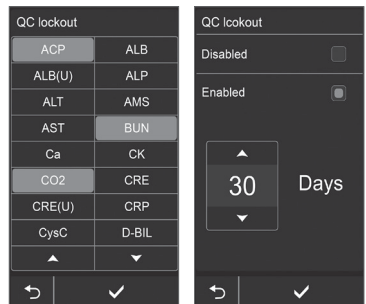 QC lockout
ACP ALB
ALB(U) ALP
ALT AMS
AST BUN
Ca CK
CO2 CRE
CRE(U) CRP
CysC D-BIL
QC lcokout
Disabled
Enabled
30 Days